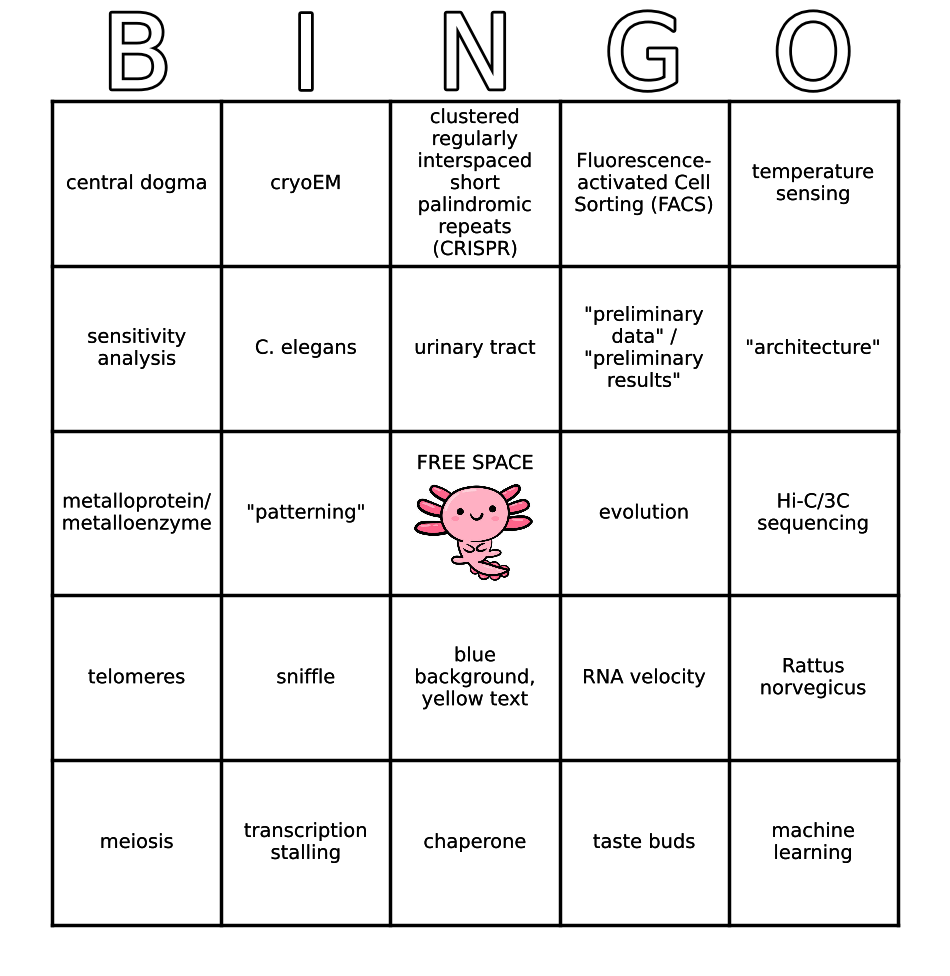 B I N G O
central dogma
cryoEM
clustered
regularly
interspaced
short
palindromic
repeats
(CRISPR)
Fluorescence-
activated Cell
Sorting (FACS)
temperature
sensing
sensitivity
analysis
C. elegans
urinary tract
"preliminary
data" /
"preliminary
results"
"architecture"
metalloprotein/
metalloenzyme
"patterning"
FREE SPACE
evolution
Hi-C/3C
sequencing
telomeres
sniffle
blue
background,
yellow text
RNA velocity
Rattus
norvegicus
meiosis
transcription
stalling
chaperone
taste buds
machine
learning